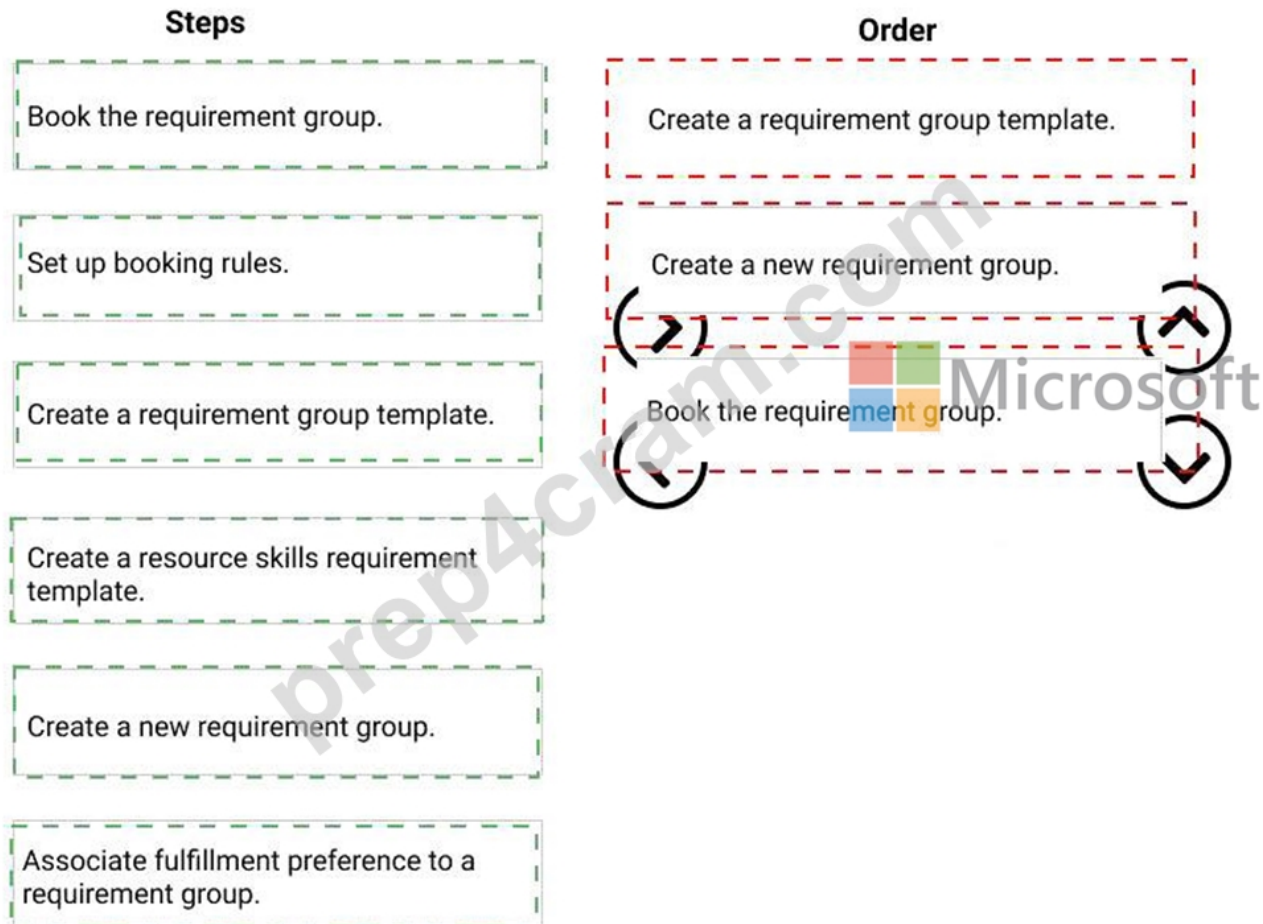 Steps
Order
Book the requirement group.
Set up booking rules.
Create a requirement group template.
Create a resource skills requirement
template.
Create a new requirement group.
Associate fulfillment preference to a
requirement group.
Create a requirement group template.
Create a new requirement group.
Book the requirement group.
Microsoft
prep4cram.com